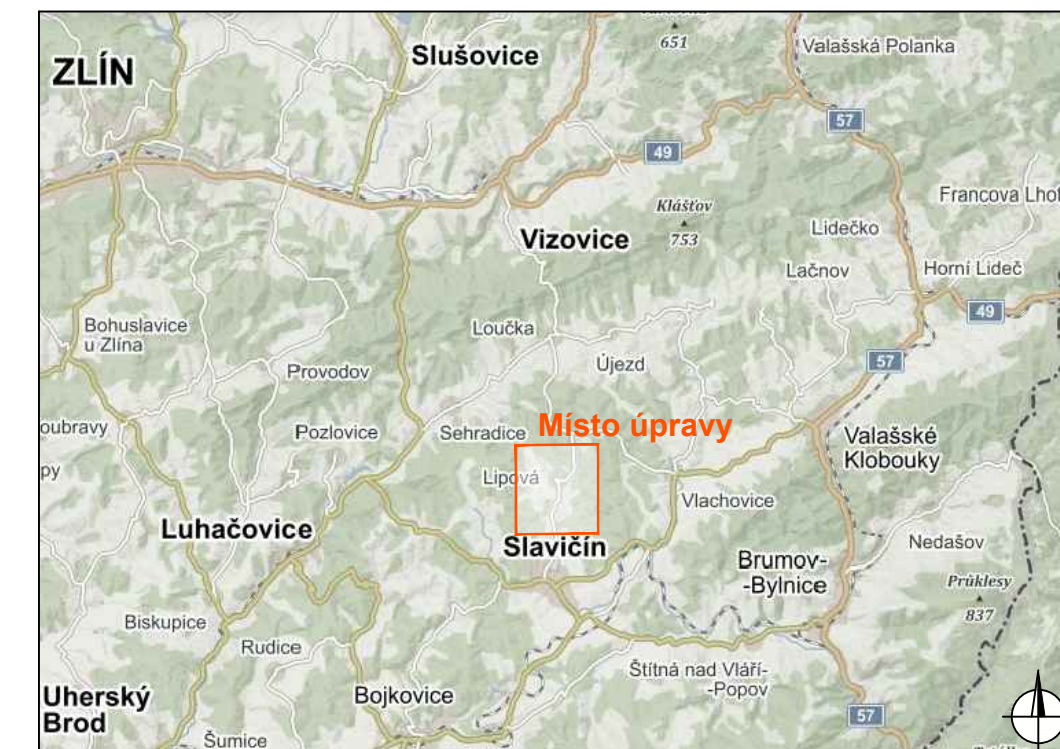 651
Slušovice
Valašská Polanka
ZLÍN
57
49
Francova Lhot
Klášťov
753
Vizovice
Lidečko
Lačnov
Horní Lideč
49
Bohuslavice
u Zlína
Loučka
Provodov
Újezd
57
oubravy
Pozlovice
Sehradice
Místo úpravy
Valašské
Klobouky
py
Lipová
Vlachovice
Luhačovice
Slavičín
Nedašov
Brumov-
-Bylnice
Průklesy
837
Biskupice
Rudice
Štítná nad Vláří-
-Popov
Uherský
Brod
Bojkovice
57
Šumice